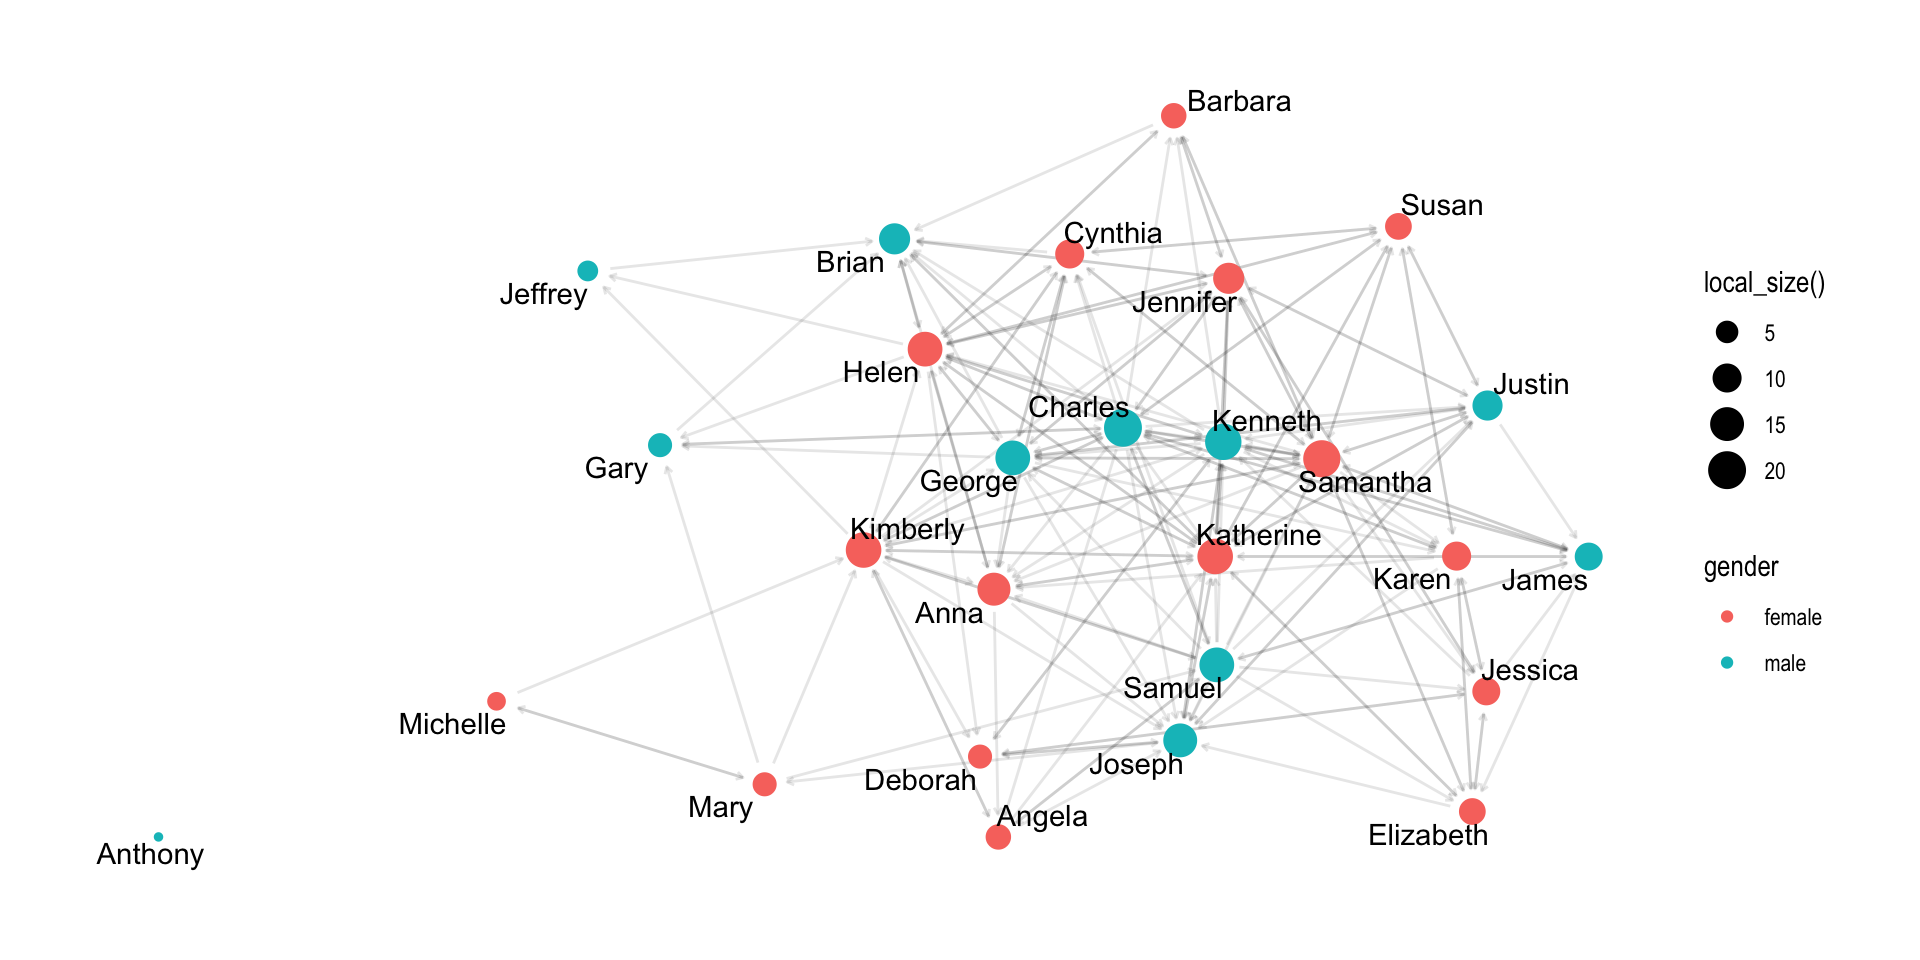 Barbara
Susan
Cynthia
Brian
Jeffrey
Jennifer
Helen
Justin
Charles
Kenneth
Gary
George
Samantha
Kimberly
Katherine
Karen
James
Anna
Jessica
Samuel
Michelle
Joseph
Deborah
Mary
Angela
Elizabeth
Anthony
local_size()
5
10
15
20
gender
female
male